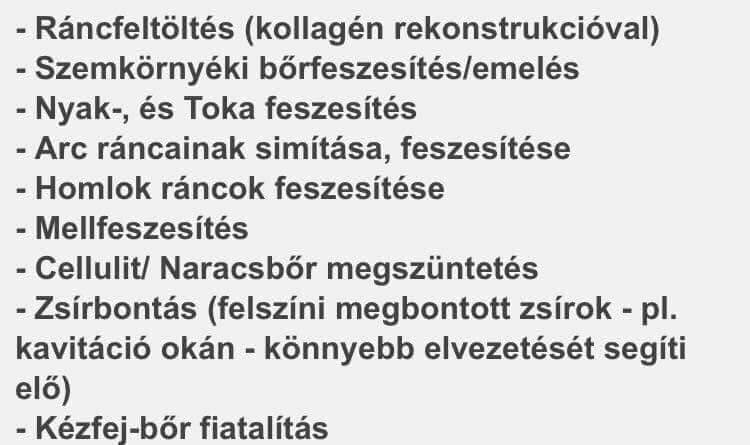 - Ráncfeltöltés (kollagén rekonstrukcióval)
- Szemkörnyéki bőrfeszesítés/emelés
- Nyak-, és Toka feszesítés
- Arc ráncainak simítása, feszesítése
- Homlok ráncok feszesítése
- Mellfeszesítés
- Cellulit/ Naracsbőr megszüntetés
- Zsírbontás (felszíni megbontott zsírok - pl.
kavitáció okán - könnyebb elvezetését segíti
elő)
- Kézfej-bőr fiatalítás